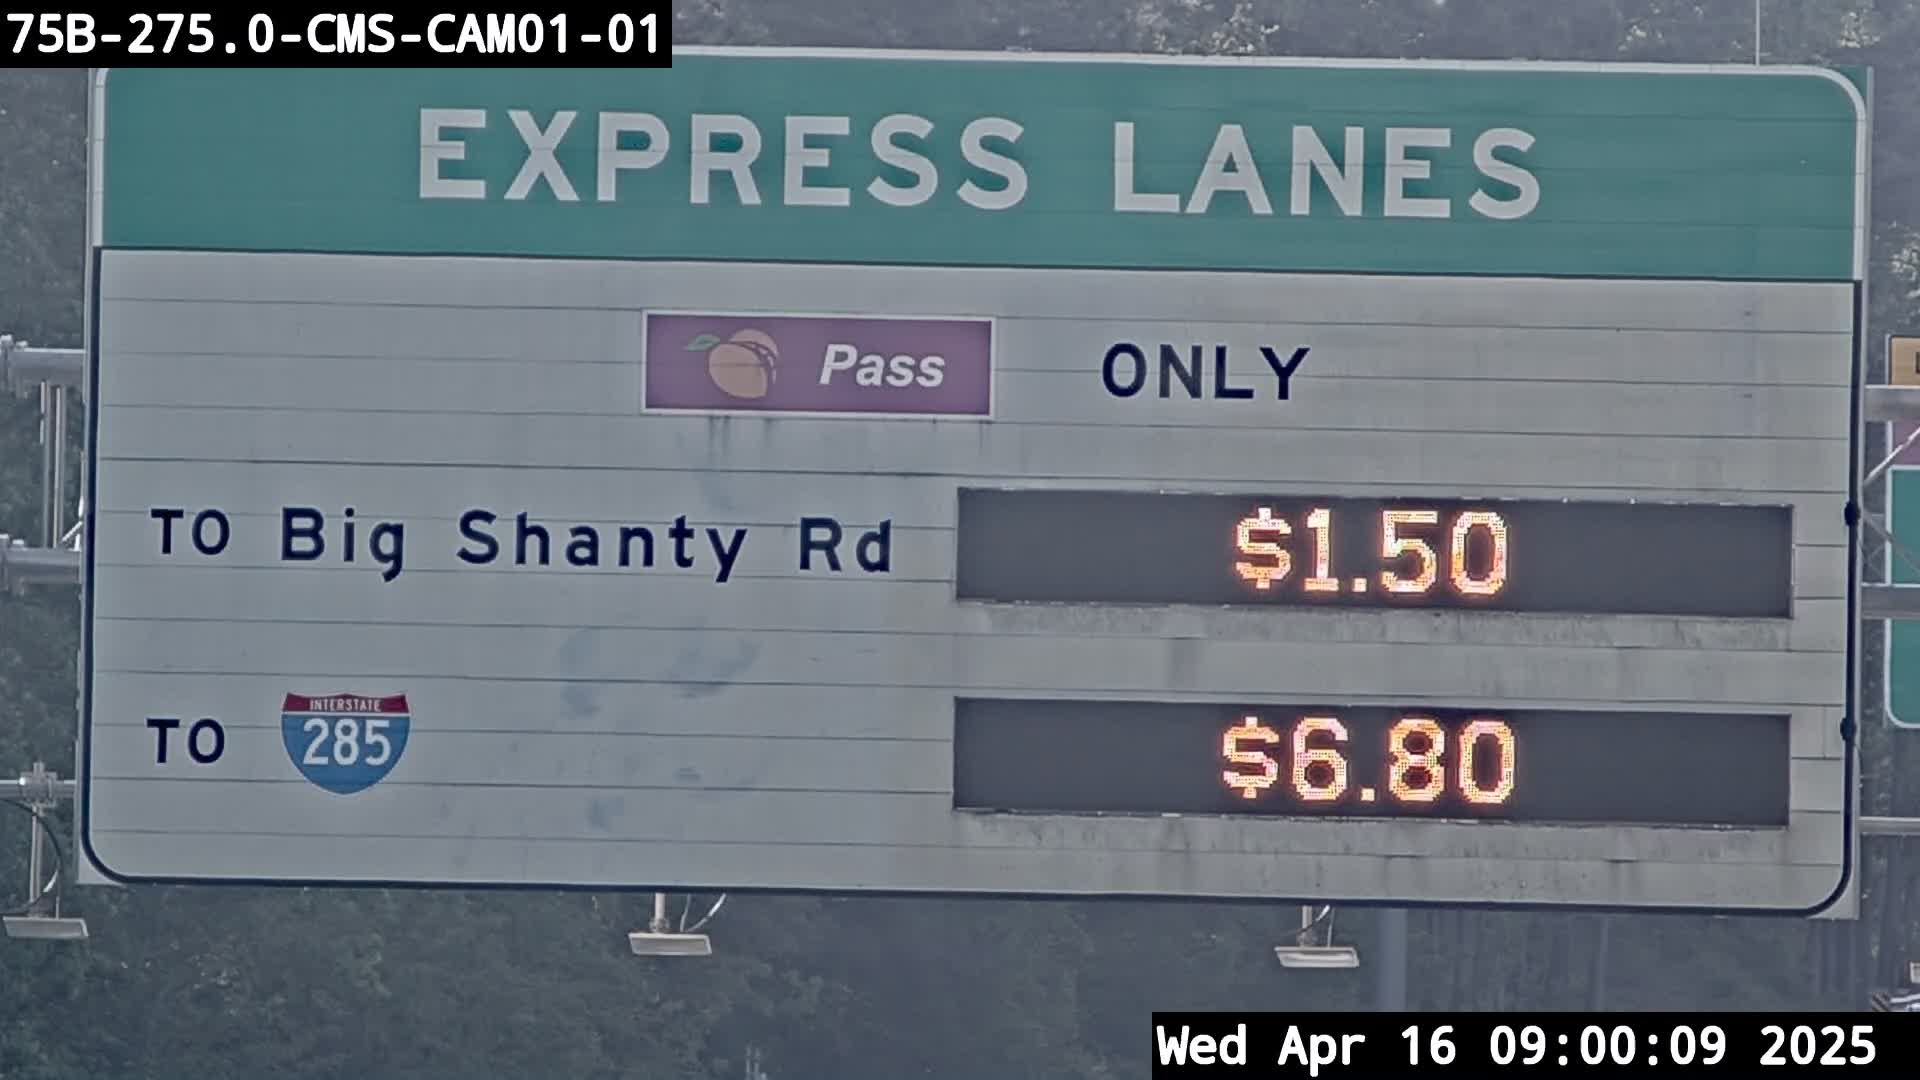 75B-275.0-CMS-CAM01-01
EXPRESS LANES
Pass ONLY
TO Big Shanty Rd $1.50
TO INTERSTATE 285 $6.80
Wed Apr 16 09:00:09 2025